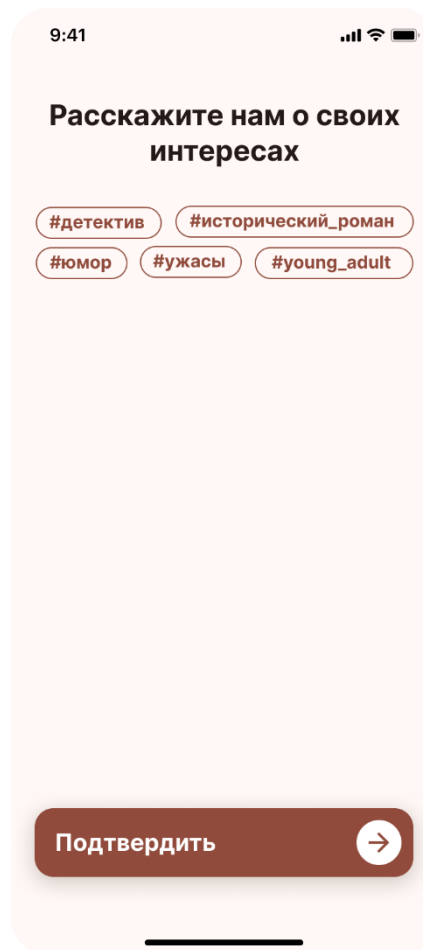 9:41
Расскажите нам о своих
интересах
#детектив #исторический_роман
#юмор #ужасы #young_adult
Подтвердить